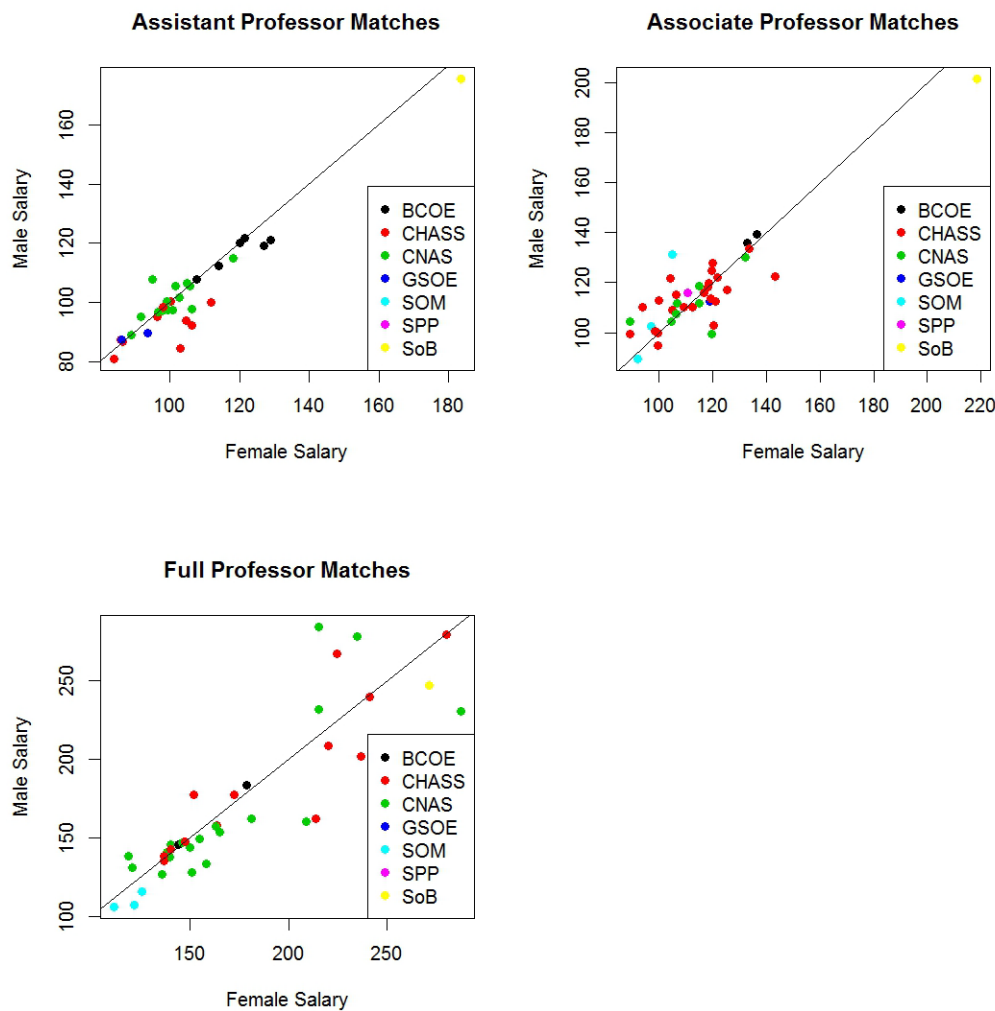 Assistant Professor Matches
Male Salary
160
140
120
100
80
BCOE
CHASS
CNAS
GSOE
SOM
SPP
SoB
100 120 140 160 180
Female Salary
Associate Professor Matches
Male Salary
200
180
160
140
120
100
BCOE
CHASS
CNAS
GSOE
SOM
SPP
SoB
100 120 140 160 180 200 220
Female Salary
Full Professor Matches
Male Salary
250
200
150
100
BCOE
CHASS
CNAS
GSOE
SOM
SPP
SoB
150 200 250
Female Salary